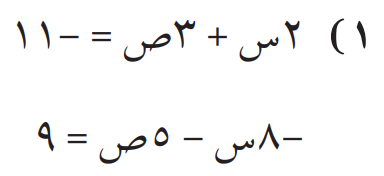 ١) ٢س + ٣ص = –١١
–٨س – ٥ص = ٩